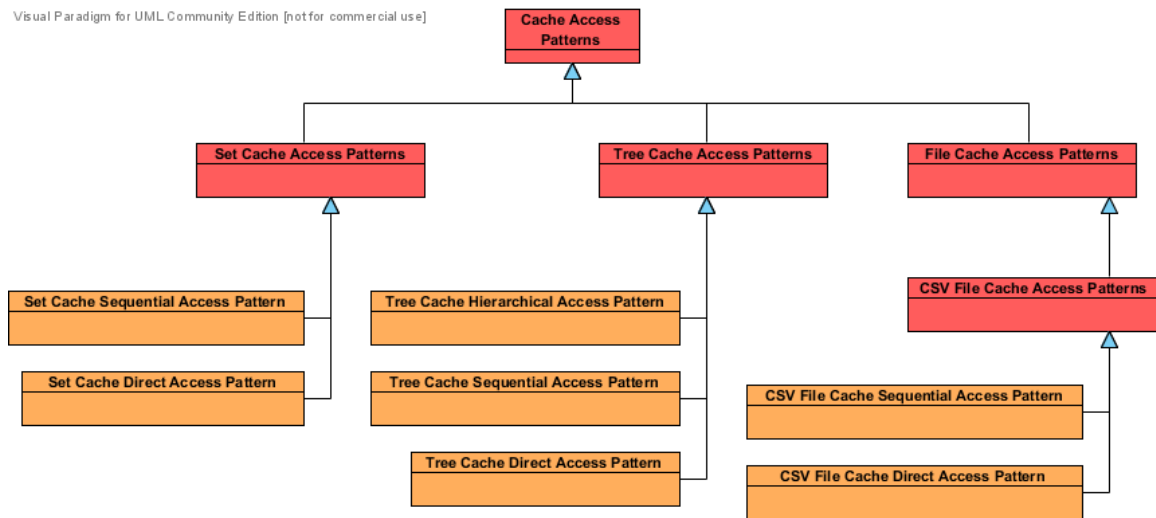 Visual Paradigm for UML Community Edition [not for commercial use]
Cache Access
Patterns
Set Cache Access Patterns
Tree Cache Access Patterns
File Cache Access Patterns
Set Cache Sequential Access Pattern
Tree Cache Hierarchical Access Pattern
CSV File Cache Access Patterns
Set Cache Direct Access Pattern
Tree Cache Sequential Access Pattern
CSV File Cache Sequential Access Pattern
Tree Cache Direct Access Pattern
CSV File Cache Direct Access Pattern